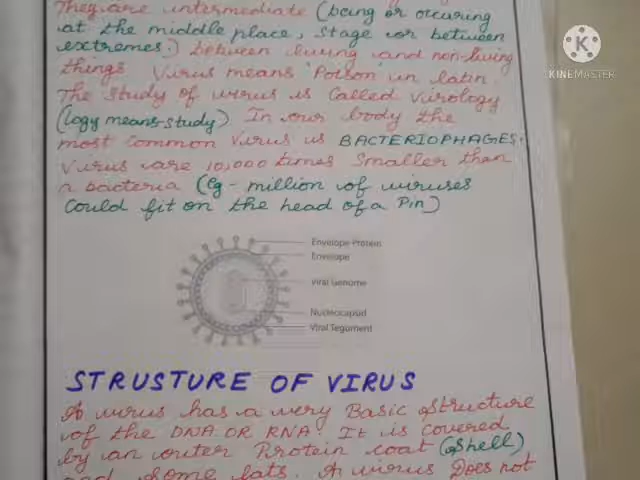 They are intermediate (being or occuring
at the middle place, stage or between
extremes.) between living and non-living
things Virus means 'Poison' in latin
The study of virus is called Virology
(logy means-study). In our body the
most common Virus is BACTERIOPHAGES.
Virus are 10,000 times smaller than
a bacteria (Eg - million of viruses
could fit on the head of a Pin)
Envelope Protein
Envelope
Viral Genome
Nucleocapsid
Viral Tegument
STRUSTURE OF VIRUS
A virus has a very Basic structure
of the DNA OR RNA. It is covered
by an outer Protein coat (shell)
and some fats. A virus Does not
K
KINEMASTER